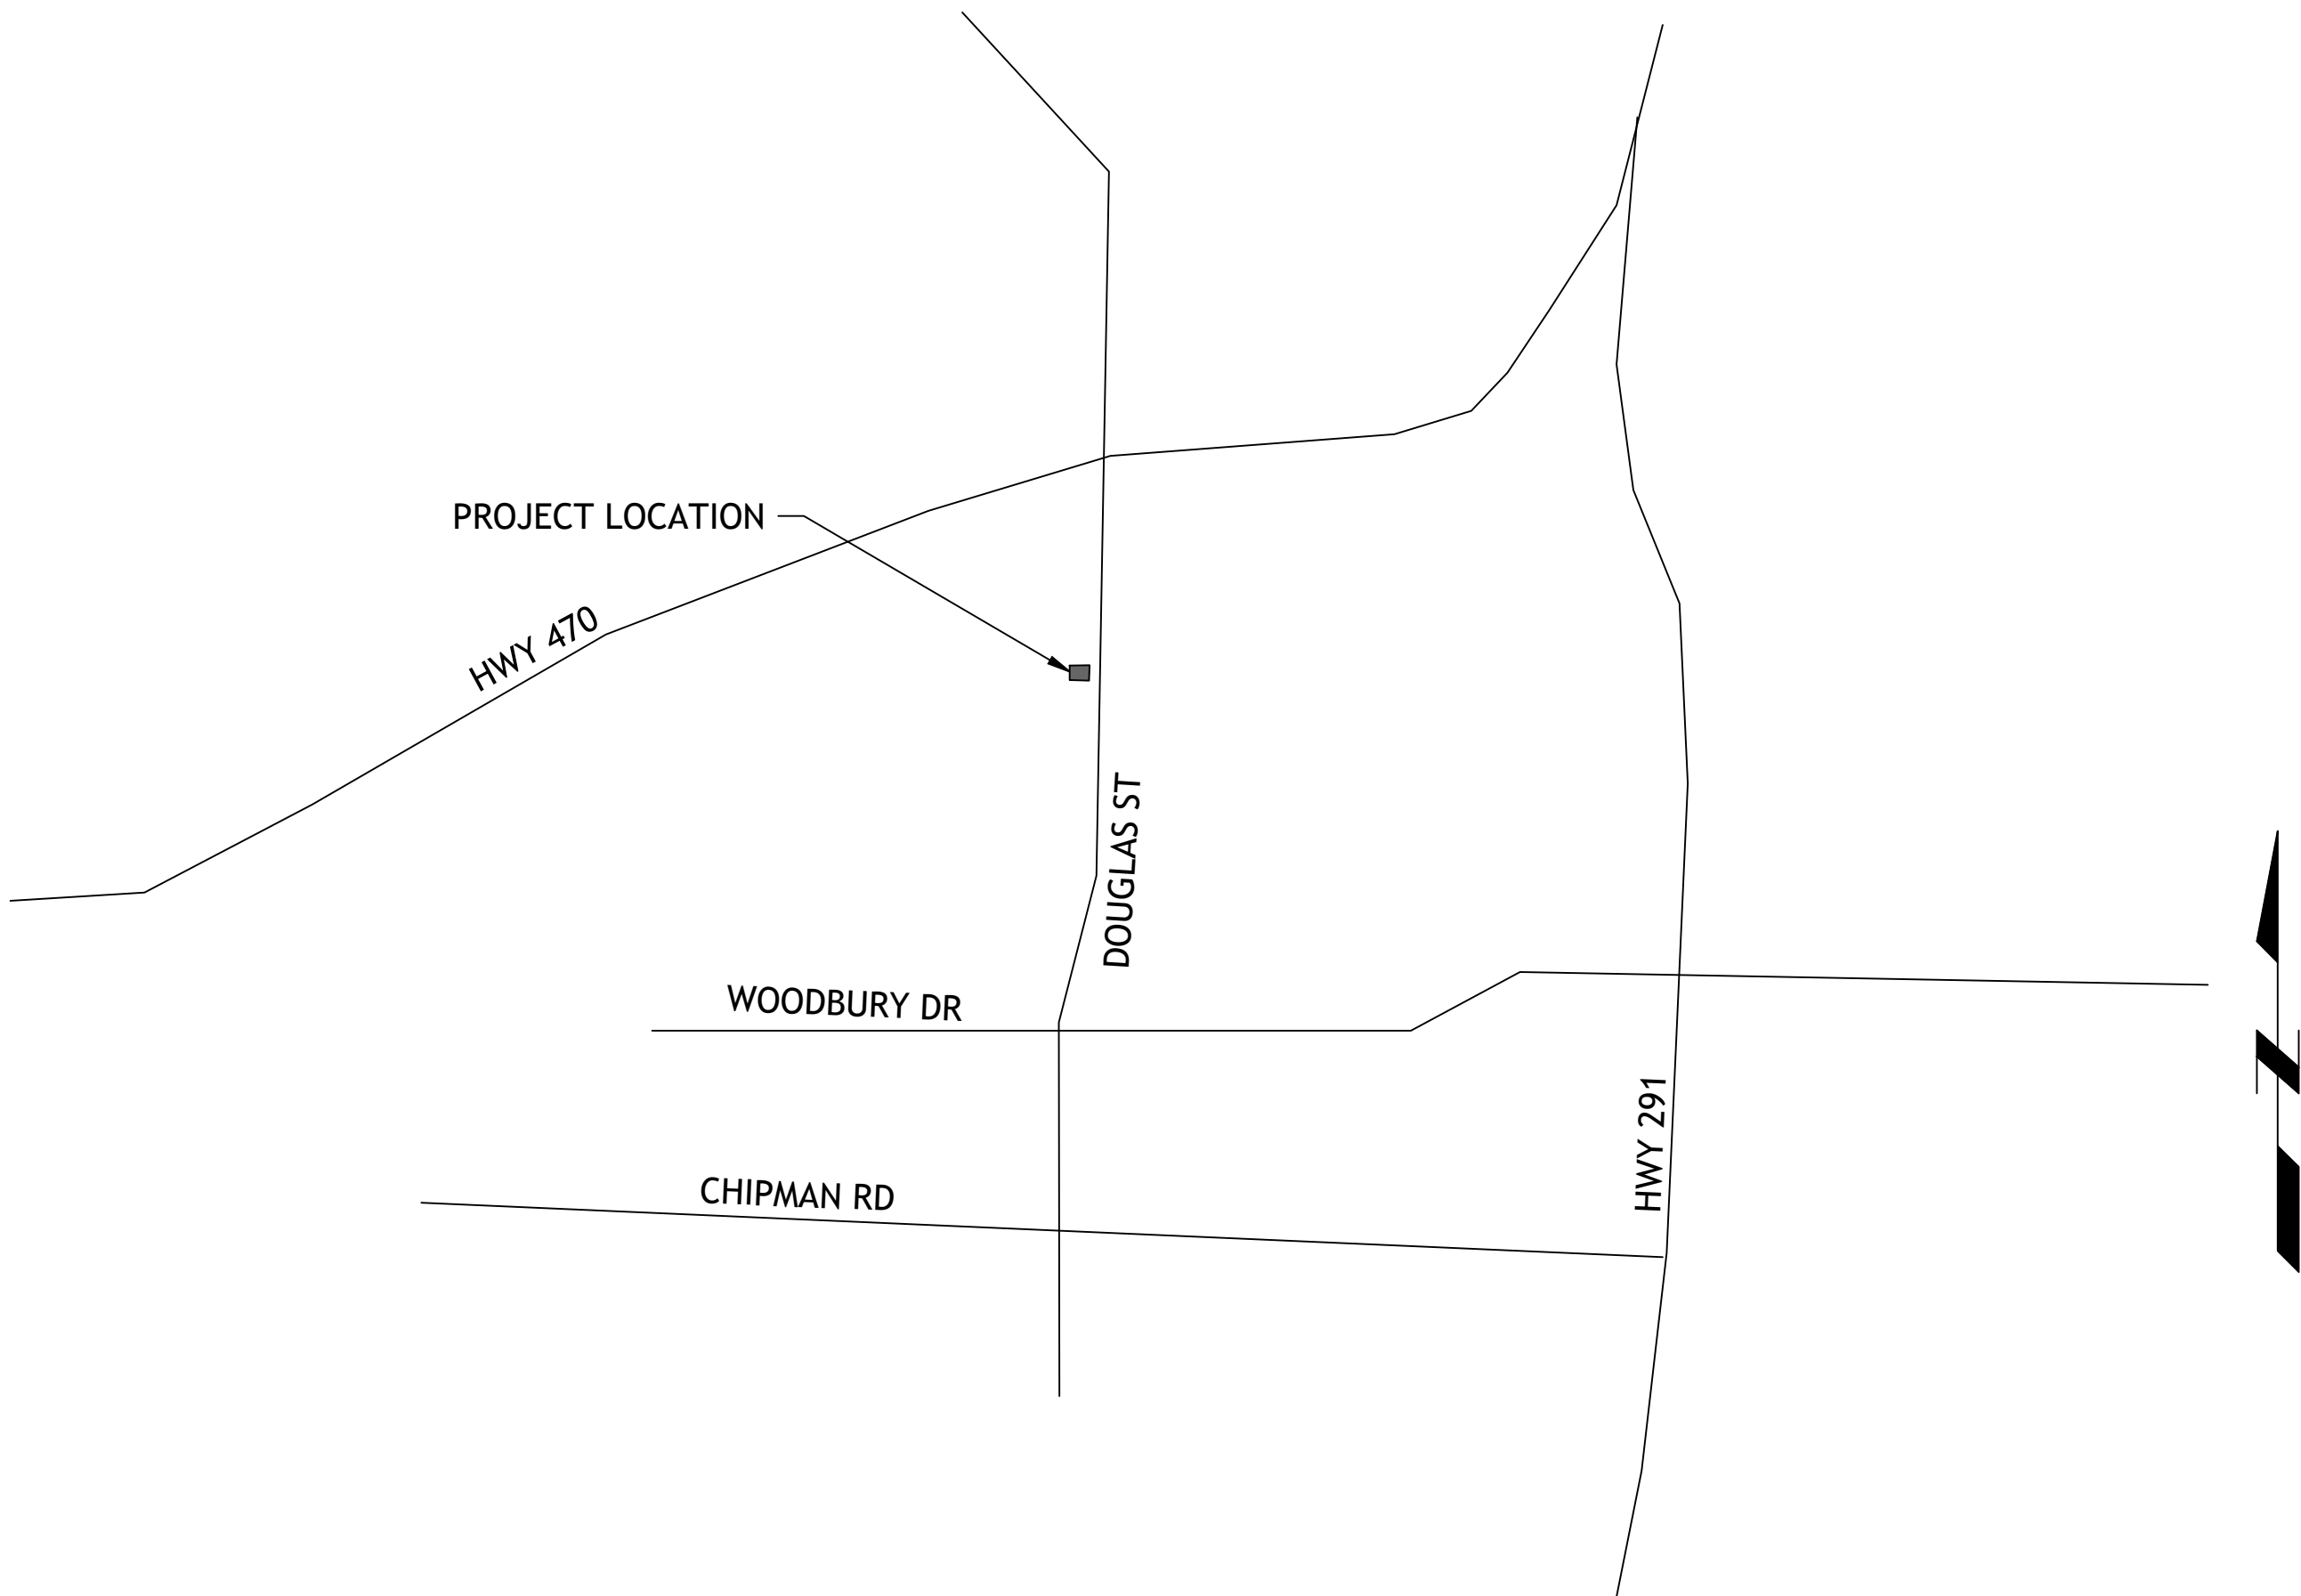 PROJECT LOCATION
HWY 470
DOUGLAS ST
WOODBURY DR
HWY 291
CHIPMAN RD
N